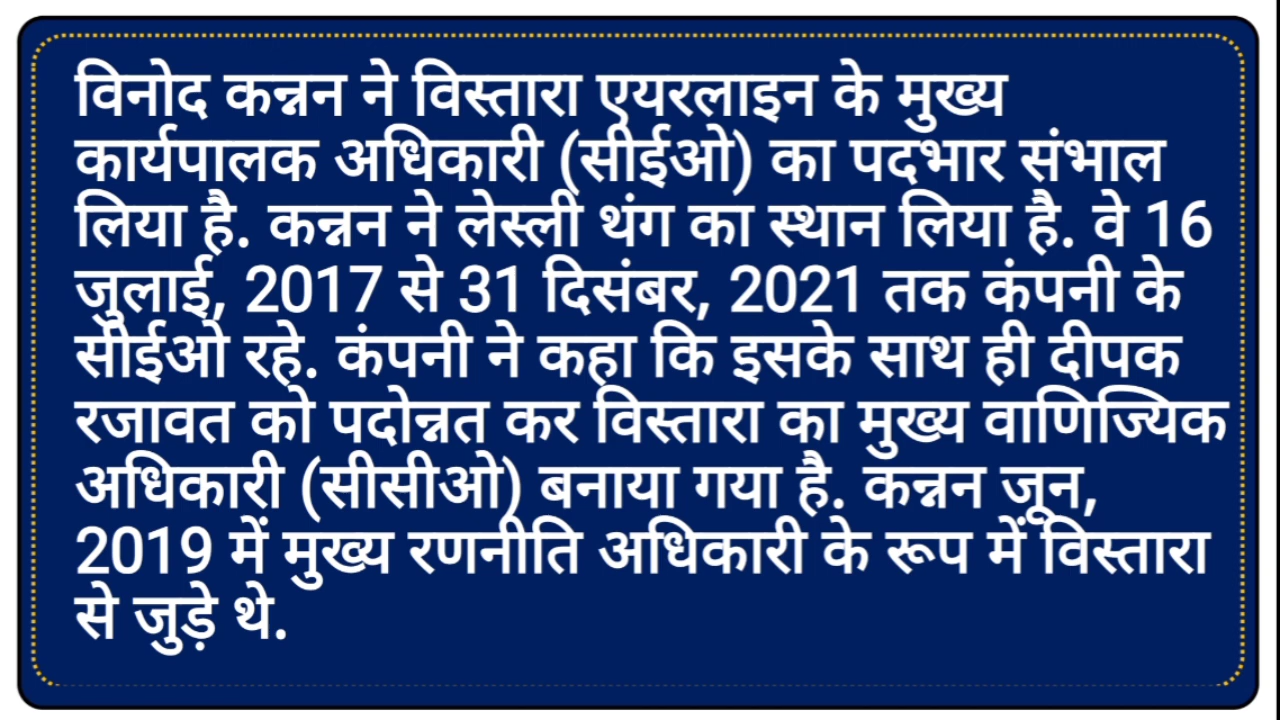 विनोद कन्नन ने विस्तारा एयरलाइन के मुख्य
कार्यपालक अधिकारी (सीईओ) का पदभार संभाल
लिया है. कन्नन ने लेस्ली थंग का स्थान लिया है. वे 16
जुलाई, 2017 से 31 दिसंबर, 2021 तक कंपनी के
सीईओ रहे. कंपनी ने कहा कि इसके साथ ही दीपक
रजावत को पदोन्नत कर विस्तारा का मुख्य वाणिज्यिक
अधिकारी (सीसीओ) बनाया गया है. कन्नन जून,
2019 में मुख्य रणनीति अधिकारी के रूप में विस्तारा
से जुड़े थे.